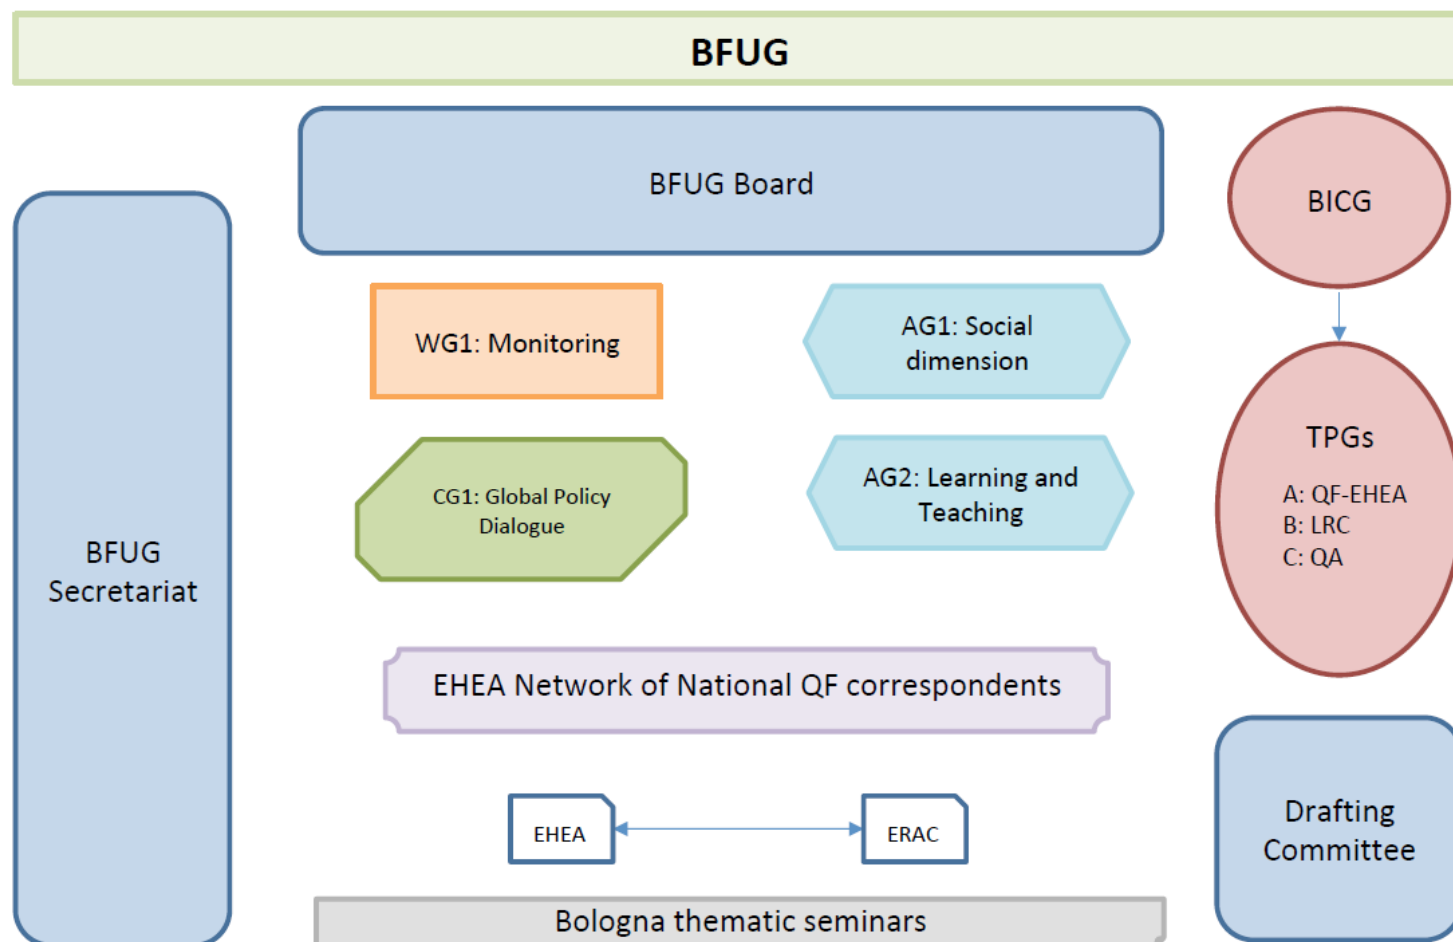 BFUG
BFUG Board
BICG
WG1: Monitoring
AG1: Social
dimension
TPGs
A: QF-EHEA
B: LRC
C: QA
CG1: Global Policy
Dialogue
AG2: Learning and
Teaching
BFUG
Secretariat
EHEA Network of National QF correspondents
EHEA
ERAC
Drafting
Committee
Bologna thematic seminars